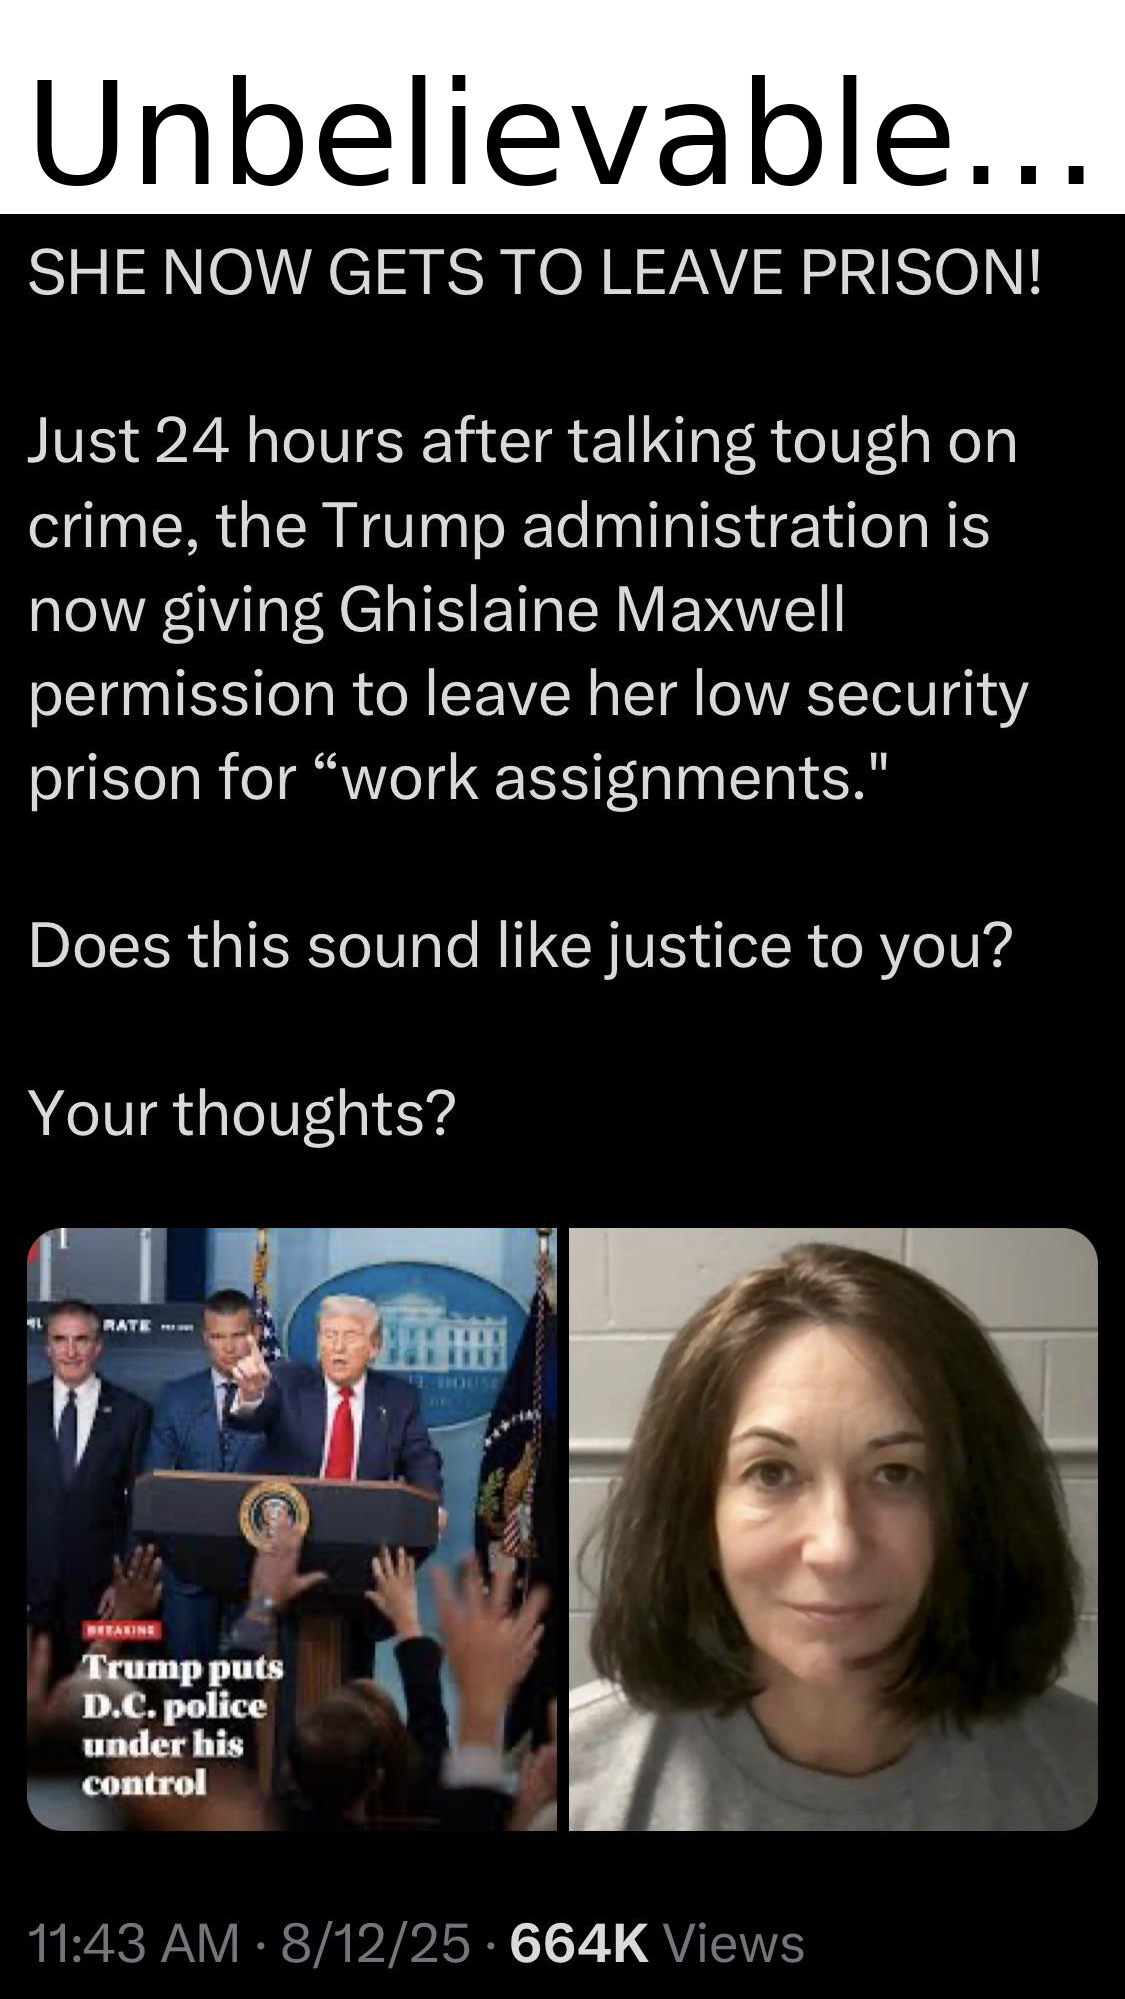 Unbelievable...
SHE NOW GETS TO LEAVE PRISON!
Just 24 hours after talking tough on
crime, the Trump administration is
now giving Ghislaine Maxwell
permission to leave her low security
prison for “work assignments."
Does this sound like justice to you?
Your thoughts?
RATE
BREAKING
Trump puts
D.C. police
under his
control
11:43 AM · 8/12/25 · 664K Views